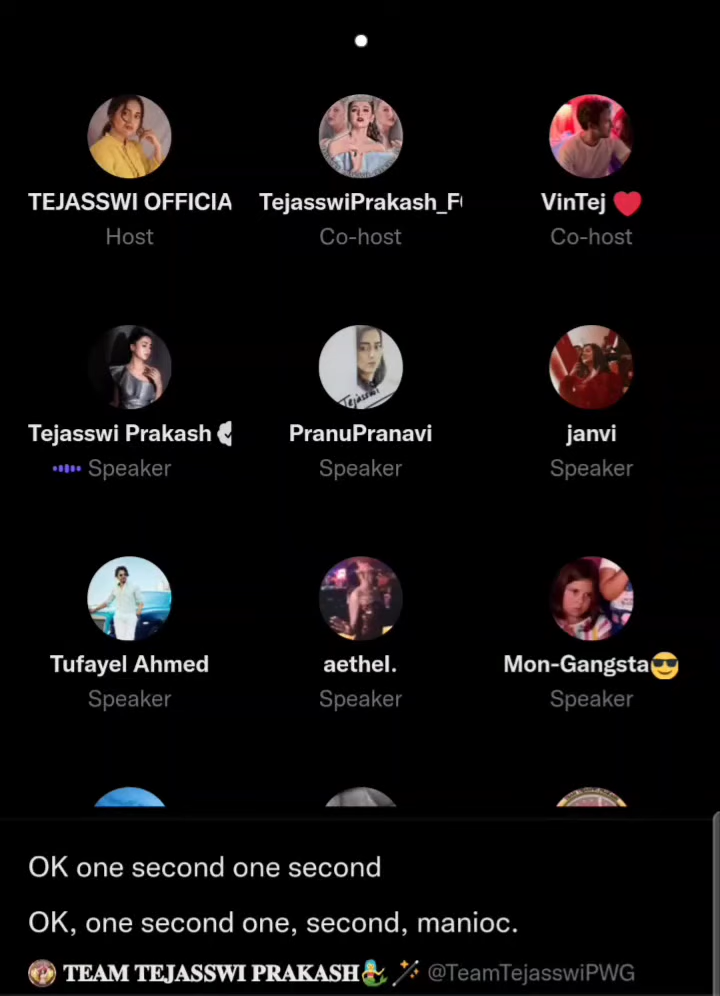 TEJASSWI OFFICIA TejasswiPrakash_F VinTej ❤️
Host Co-host Co-host
Tejasswi
Tejasswi Prakash PranuPranavi janvi
Speaker Speaker Speaker
Tufayel Ahmed aethel. Mon-Gangsta😎
Speaker Speaker Speaker
OK one second one second
OK, one second one, second, manioc.
TEAM TEJASSWI PRAKASH🧜‍♀️🪄 @TeamTejasswiPWG